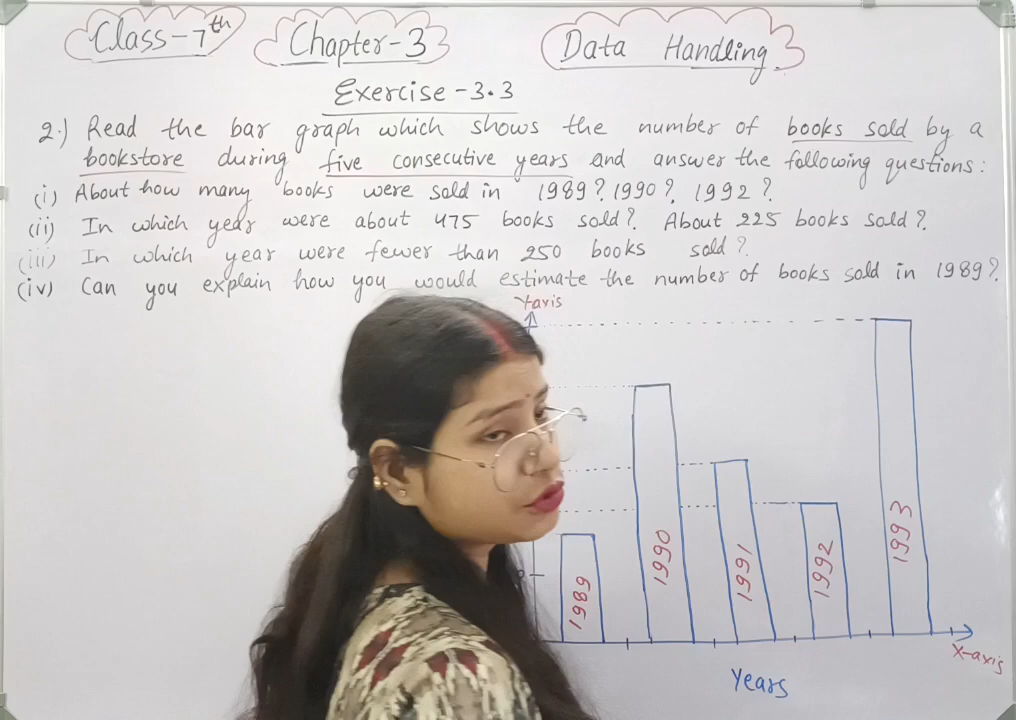 Class-7th Chapter-3 Data Handling
Exercise-3.3
2.) Read the bar graph which shows the number of books sold by a
bookstore during five consecutive years and answer the following questions:
(i) About how many books were sold in 1989? 1990? 1992?
(ii) In which year were about 475 books sold? About 225 books sold?
(iii) In which year were fewer than 250 books sold?
(iv) Can you explain how you would estimate the number of books sold in 1989?
Y-axis
1989 1990 1991 1992 1993
X-axis
Years